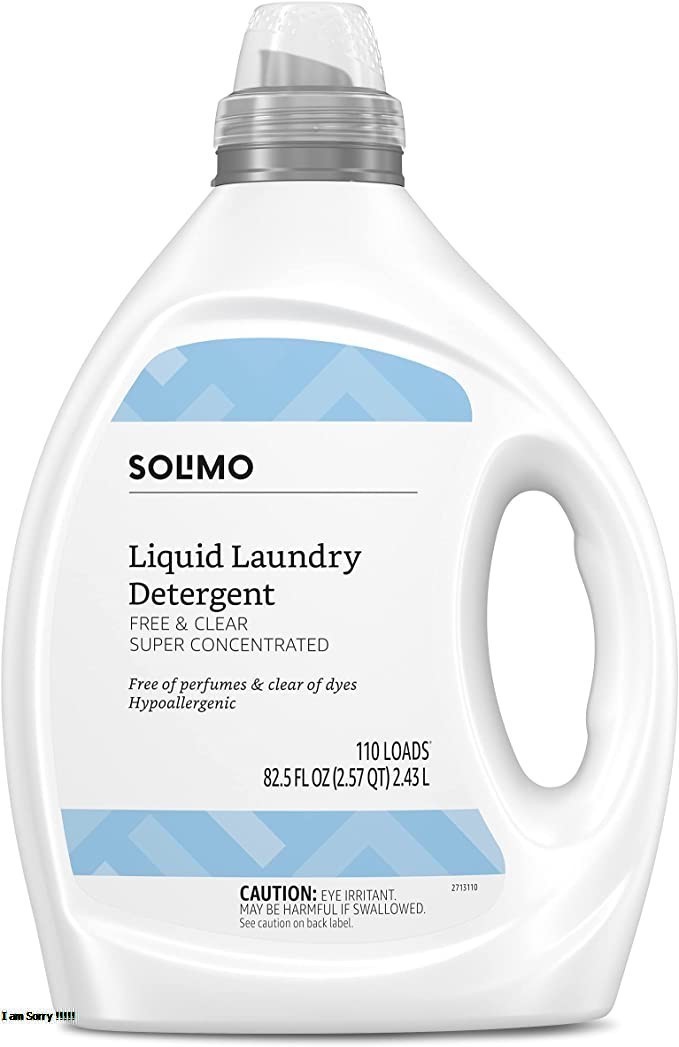 SOLIMO
Liquid Laundry
Detergent
FREE & CLEAR
SUPER CONCENTRATED
Free of perfumes & clear of dyes
Hypoallergenic
110 LOADS*
82.5 FL OZ (2.57 QT) 2.43 L
CAUTION: EYE IRRITANT.
MAY BE HARMFUL IF SWALLOWED.
See caution on back label.
2713110
I am Sorry !!!!!